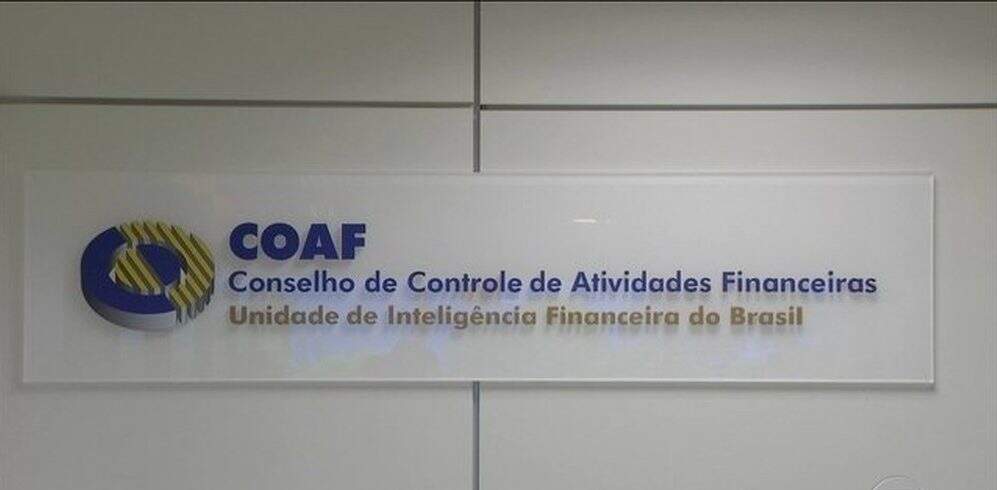 COAF
Conselho de Controle de Atividades Financeiras
Unidade de Inteligência Financeira do Brasil